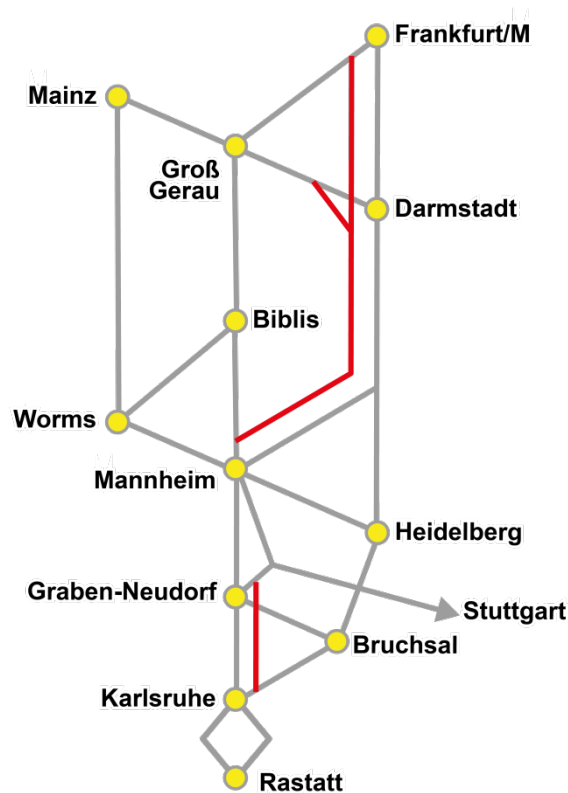 Frankfurt/M
Mainz
Groß
Gerau
Darmstadt
Biblis
Worms
Mannheim
Heidelberg
Graben-Neudorf
Stuttgart
Bruchsal
Karlsruhe
Rastatt